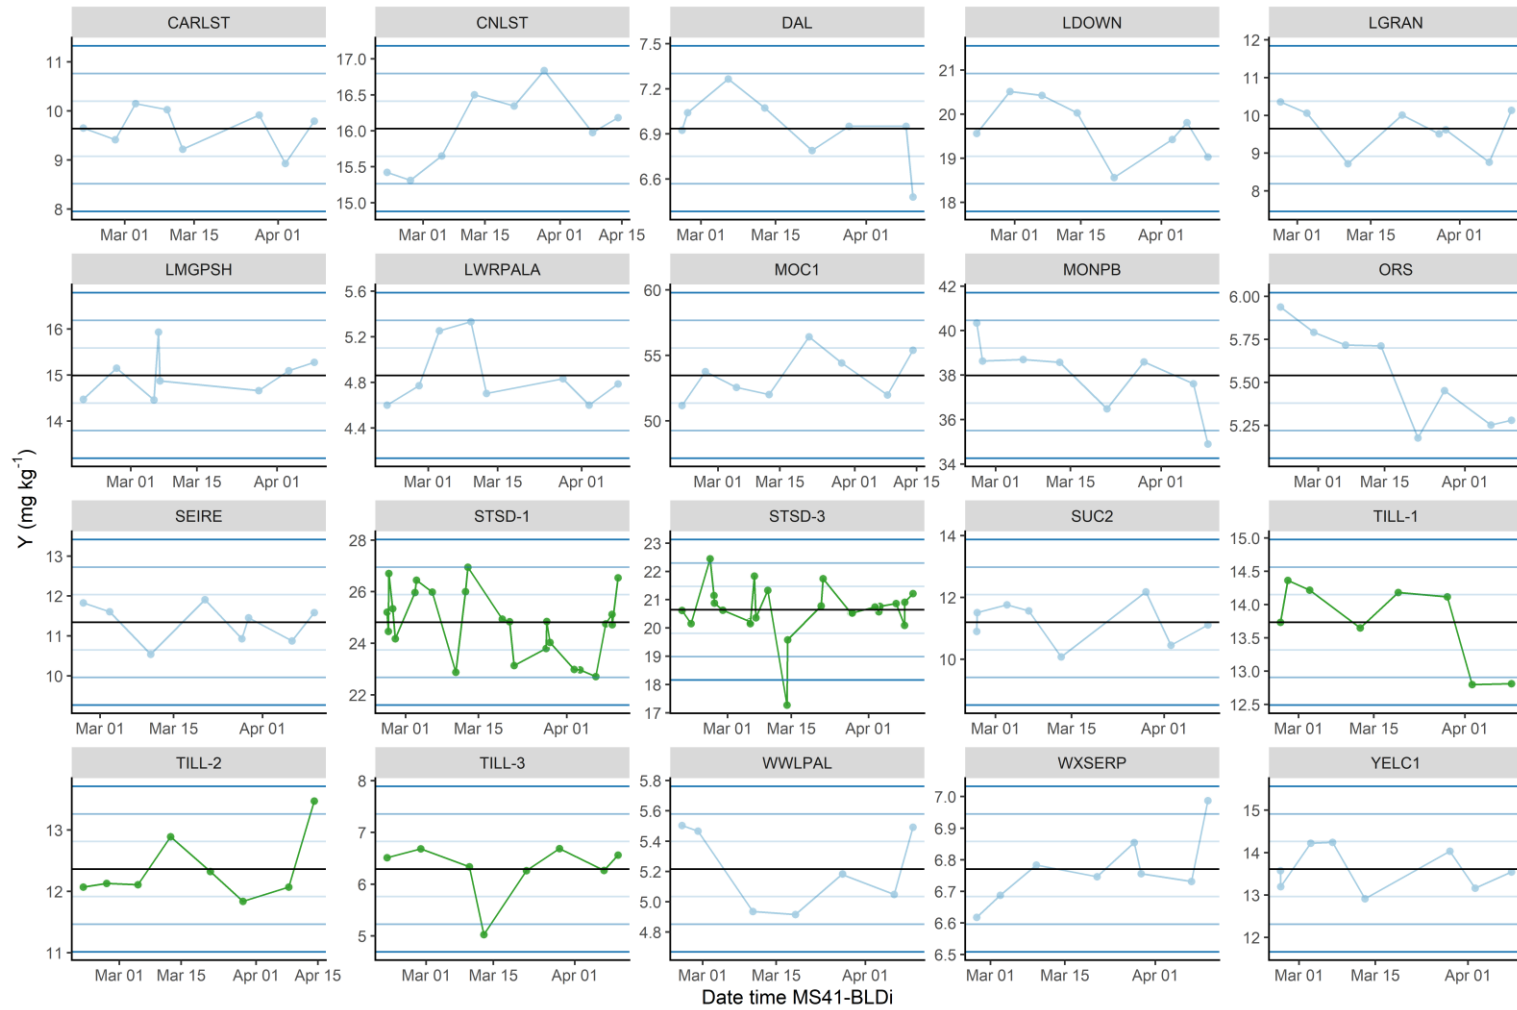 CARLST CNLST DAL LDOWN LGRAN
11 10 9 8
17.0 16.5 16.0 15.5 15.0
7.5 7.2 6.9 6.6
21 20 19 18
12 11 10 9 8
Mar 01 Mar 15 Apr 01
Mar 01 Mar 15 Apr 01 Apr 15
Mar 01 Mar 15 Apr 01
Mar 01 Mar 15 Apr 01
Mar 01 Mar 15 Apr 01
LMGPSH LWRPALA MOC1 MONPB ORS
16 15 14
5.6 5.2 4.8 4.4
60 55 50
42 40 38 36 34
6.00 5.75 5.50 5.25
Mar 01 Mar 15 Apr 01
Mar 01 Mar 15 Apr 01
Mar 01 Mar 15 Apr 01 Apr 15
Mar 01 Mar 15 Apr 01
Mar 01 Mar 15 Apr 01
Y (mg kg⁻¹)
SEIRE STSD-1 STSD-3 SUC2 TILL-1
13 12 11 10
28 26 24 22
23 22 21 20 19 18 17
14 12 10
15.0 14.5 14.0 13.5 13.0 12.5
Mar 01 Mar 15 Apr 01
Mar 01 Mar 15 Apr 01
Mar 01 Mar 15 Apr 01
Mar 01 Mar 15 Apr 01
Mar 01 Mar 15 Apr 01
TILL-2 TILL-3 WWLPAL WXSERP YELC1
13 12 11
8 7 6 5
5.8 5.6 5.4 5.2 5.0 4.8
7.0 6.9 6.8 6.7 6.6 6.5
15 14 13 12
Mar 01 Mar 15 Apr 01 Apr 15
Mar 01 Mar 15 Apr 01
Mar 01 Mar 15 Apr 01
Mar 01 Mar 15 Apr 01
Mar 01 Mar 15 Apr 01
Date time MS41-BLDi